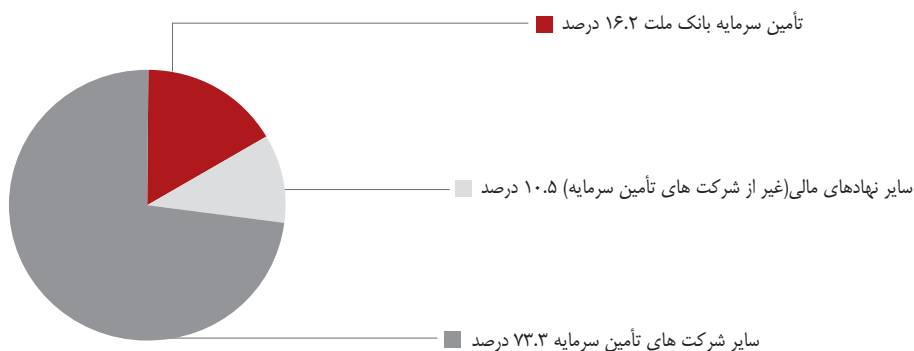 تأمین سرمایه بانک ملت ۱۶.۲ درصد
سایر نهادهای مالی(غیر از شرکت های تأمین سرمایه) ۱۰.۵ درصد
سایر شرکت های تأمین سرمایه ۷۳.۳ درصد